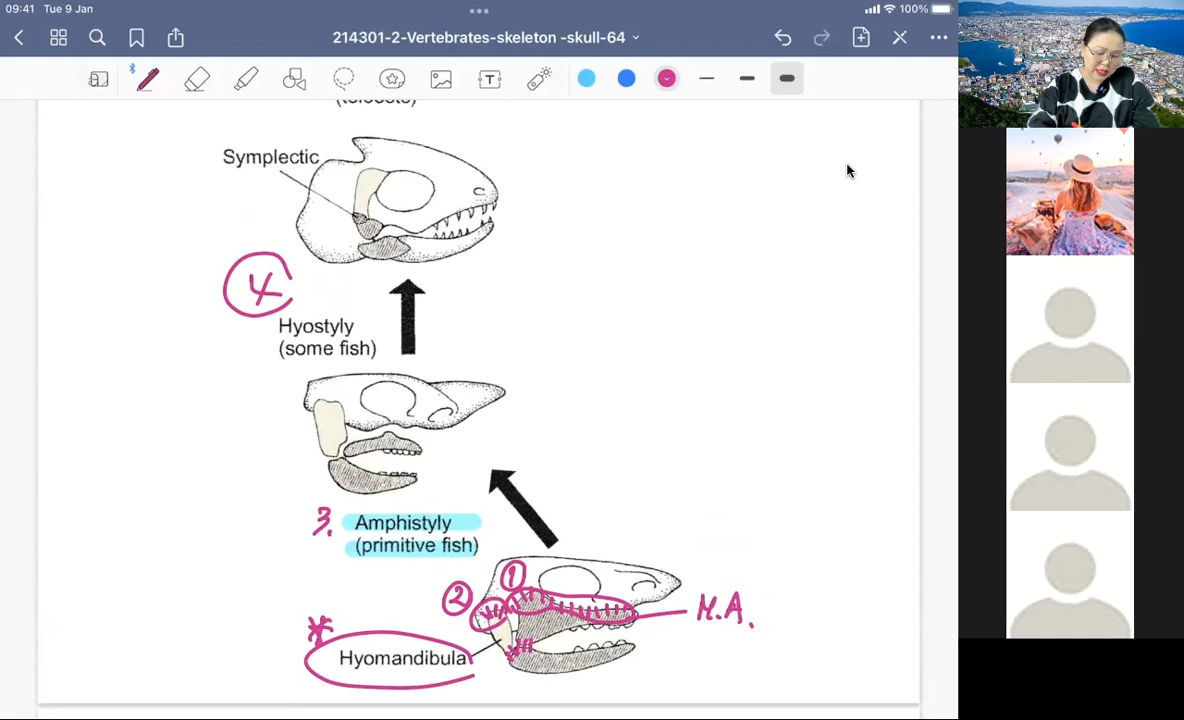 09:41 Tue 9 Jan
100%
214301-2-Vertebrates-skeleton -skull-64
(teleosts)
Symplectic
4
Hyostyly
(some fish)
3. Amphistyly
(primitive fish)
1
2
M.A.
* Hyomandibula